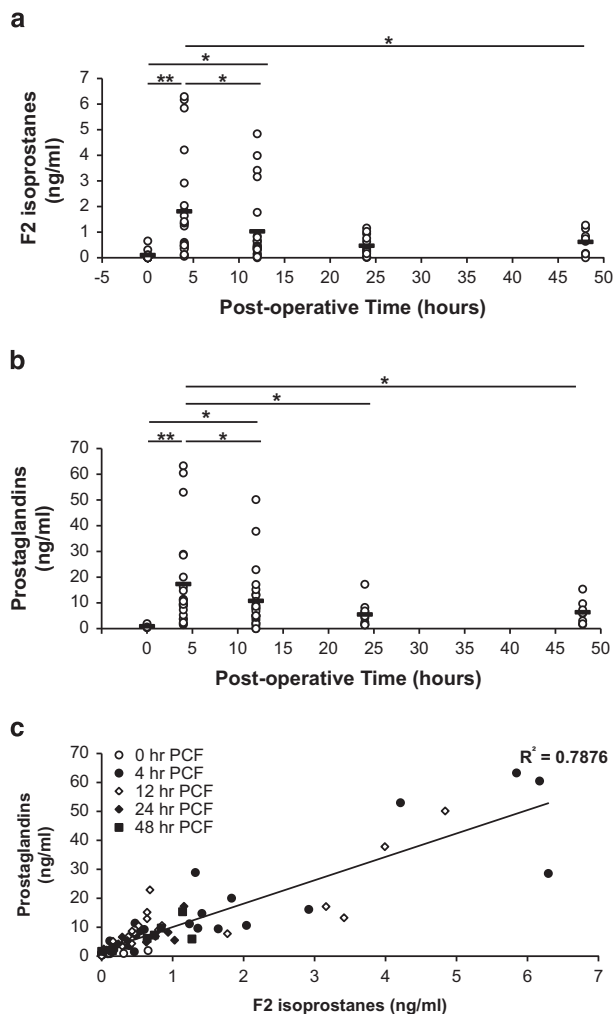 a
*
*
** *
7
6
5
4
3
2
1
0
F2 isoprostanes
(ng/ml)
-5 0 5 10 15 20 25 30 35 40 45 50
Post-operative Time (hours)
b
*
*
*
** *
70
60
50
40
30
20
10
0
Prostaglandins
(ng/ml)
0 5 10 15 20 25 30 35 40 45 50
Post-operative Time (hours)
c
R² = 0.7876
0 hr PCF
4 hr PCF
12 hr PCF
24 hr PCF
48 hr PCF
70
60
50
40
30
20
10
0
Prostaglandins
(ng/ml)
0 1 2 3 4 5 6 7
F2 isoprostanes (ng/ml)